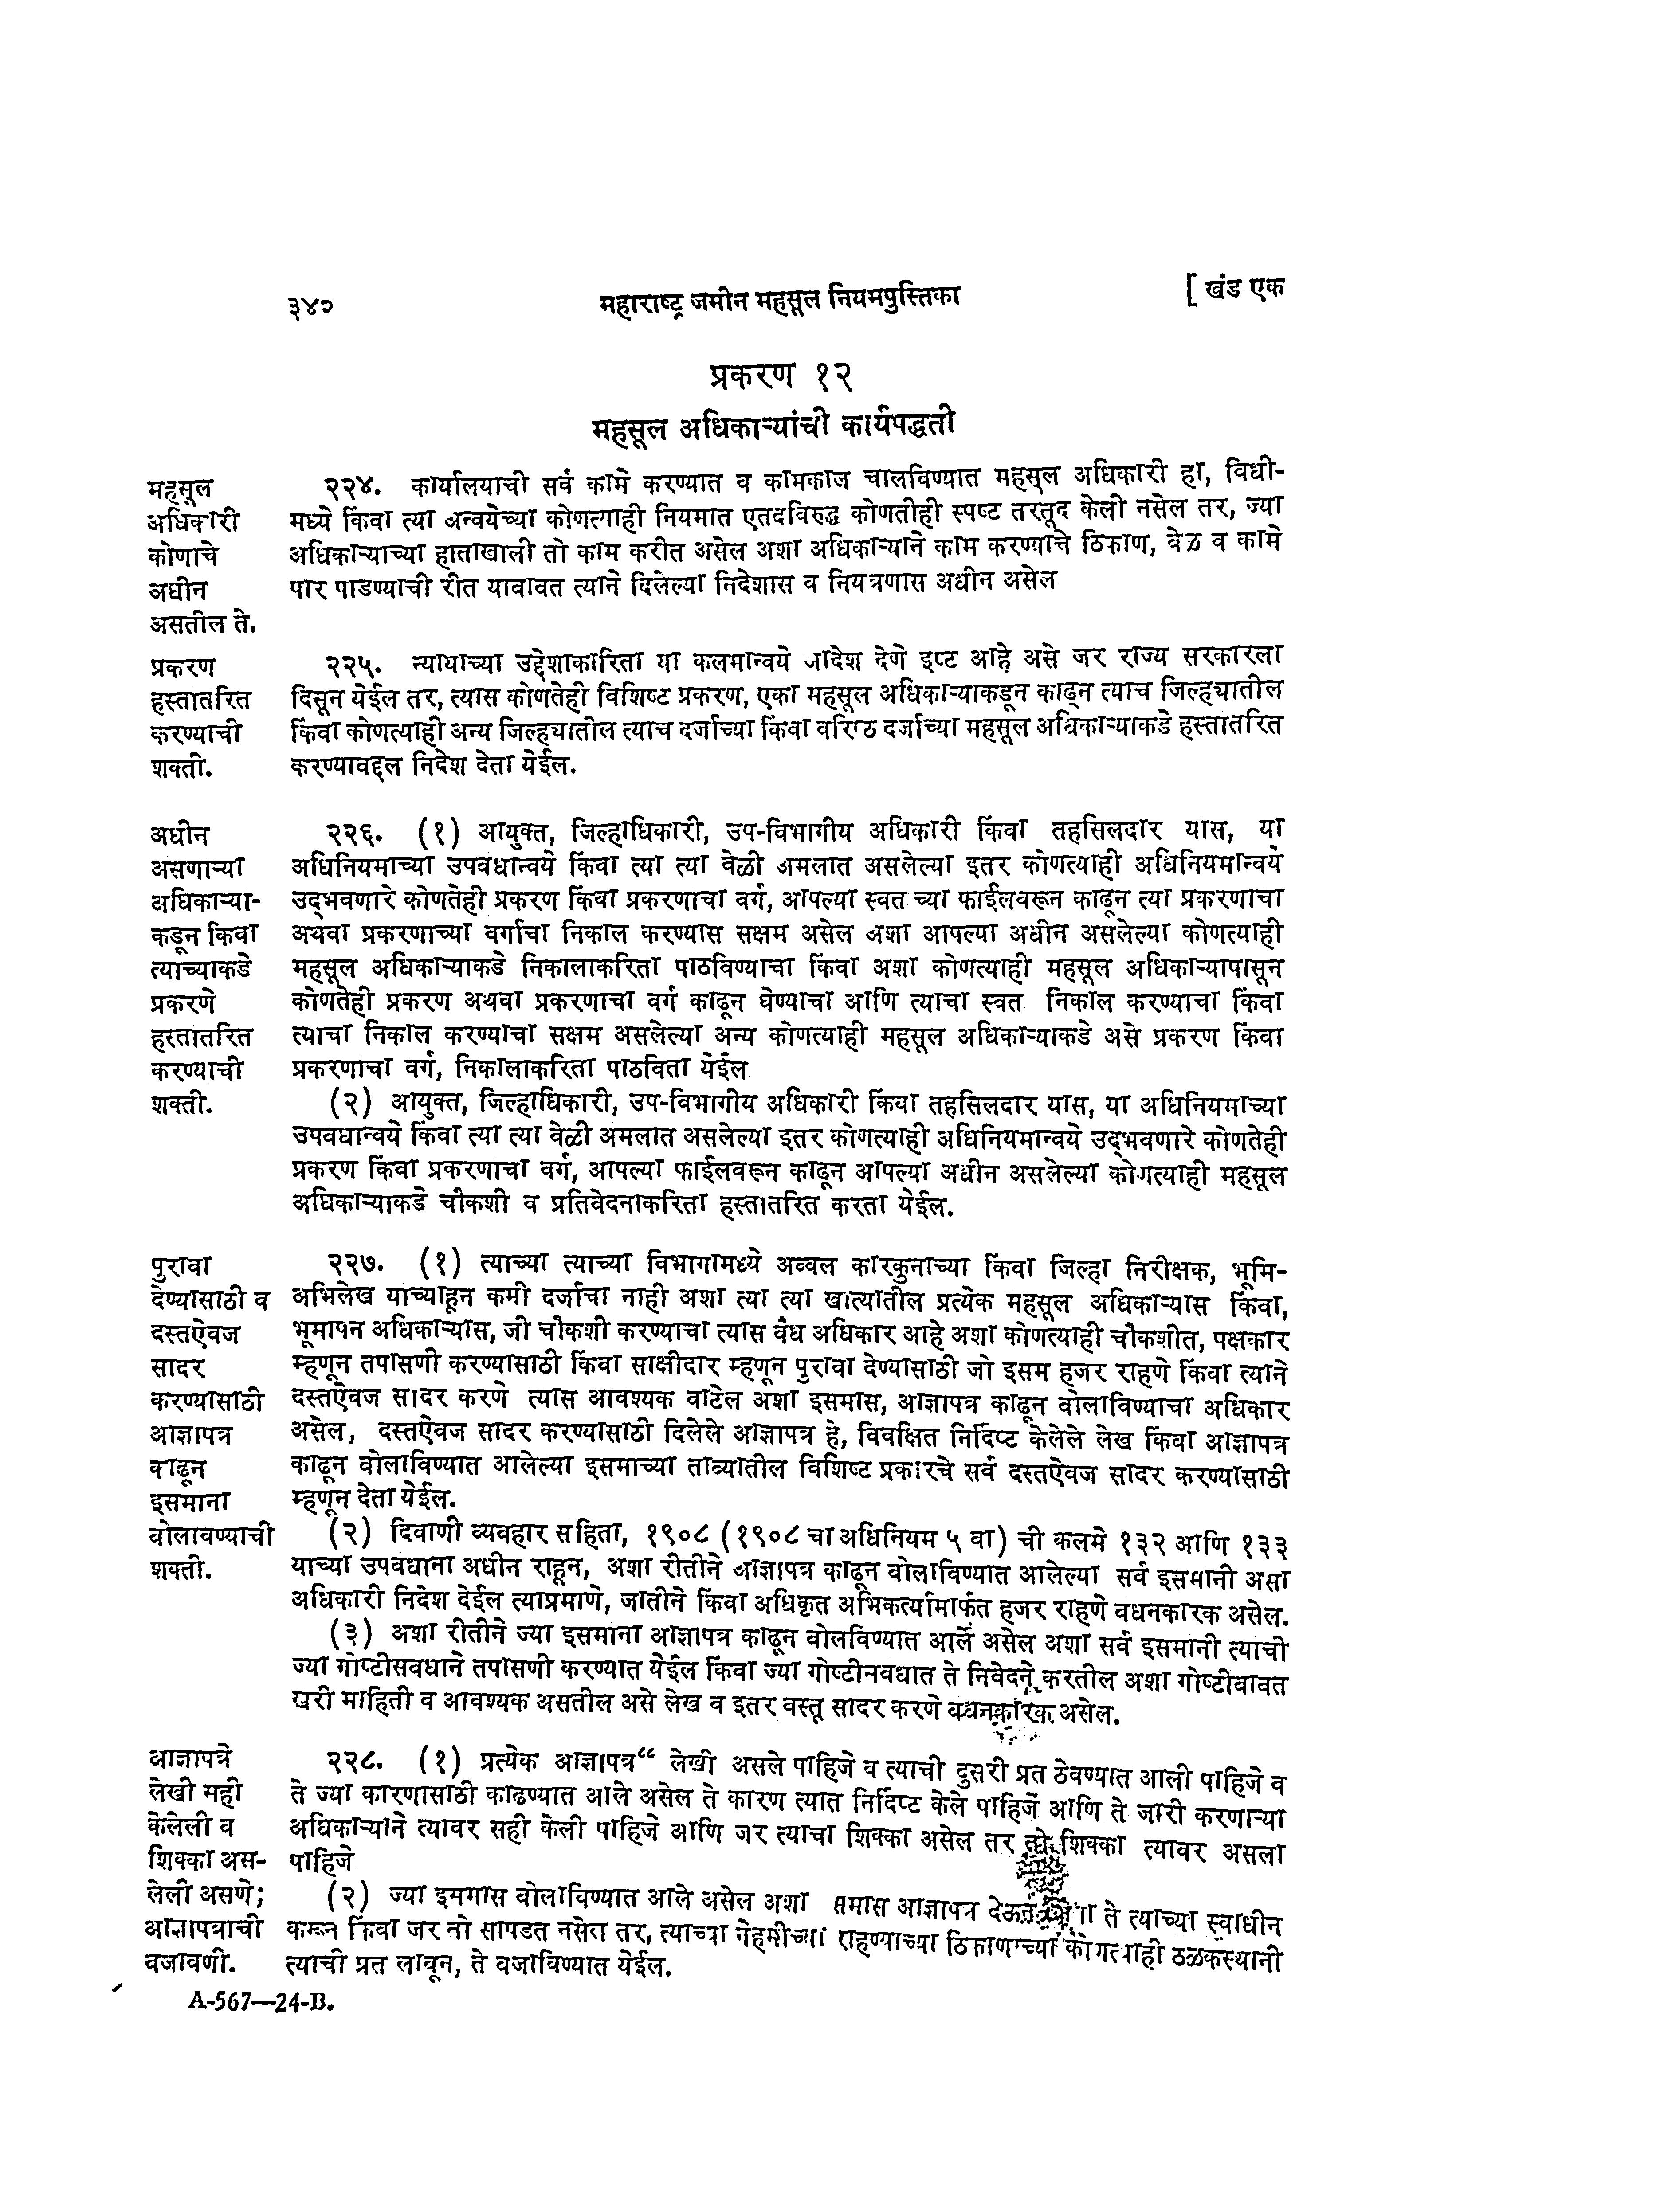 ३४० महाराष्ट्र जमीन महसूल नियमपुस्तिका [ खंड एक
प्रकरण १२
महसूल अधिकाऱ्यांची कार्यपद्धती
महसूल
अधिकारी
कोणाचे
अधीन
असतील ते.
२२४. कार्यालयाची सर्व कामे करण्यात व कामकाज चालविण्यात महसूल अधिकारी हा, विधी-
मध्ये किंवा त्या अन्वयेच्या कोणत्याही नियमात एतदविरुद्ध कोणतीही स्पष्ट तरतूद केली नसेल तर, ज्या
अधिकाऱ्याच्या हाताखाली तो काम करीत असेल अशा अधिकाऱ्याने काम करण्याचे ठिकाण, वेळ व कामे
पार पाडण्याची रीत याबाबत त्याने दिलेल्या निदेशास व नियत्रणास अधीन असेल
प्रकरण
हस्तातरित
करण्याची
शक्ती.
२२५. न्यायाच्या उद्देशाकारिता या कलमान्वये आदेश देणे इष्ट आहे असे जर राज्य सरकारला
दिसून येईल तर, त्यास कोणतेही विशिष्ट प्रकरण, एका महसूल अधिकाऱ्याकडून काढून त्याच जिल्ह्यातील
किंवा कोणत्याही अन्य जिल्ह्यातील त्याच दर्जाच्या किंवा वरिष्ठ दर्जाच्या महसूल अधिकाऱ्याकडे हस्तातरित
करण्याबद्दल निदेश देता येईल.
अधीन
असणाऱ्या
अधिकाऱ्या-
कडून किंवा
त्याच्याकडे
प्रकरणे
हस्तातरित
करण्याची
शक्ती.
२२६. (१) आयुक्त, जिल्हाधिकारी, उप-विभागीय अधिकारी किंवा तहसिलदार यास, या
अधिनियमाच्या उपबधान्वये किंवा त्या त्या वेळी अमलात असलेल्या इतर कोणत्याही अधिनियमान्वये
उद्भवणारे कोणतेही प्रकरण किंवा प्रकरणाचा वर्ग, आपल्या स्वत च्या फाईलवरून काढून त्या प्रकरणाचा
अथवा प्रकरणाच्या वर्गाचा निकाल करण्यास सक्षम असेल अशा आपल्या अधीन असलेल्या कोणत्याही
महसूल अधिकाऱ्याकडे निकालाकरिता पाठविण्याचा किंवा अशा कोणत्याही महसूल अधिकाऱ्यापासून
कोणतेही प्रकरण अथवा प्रकरणाचा वर्ग काढून घेण्याचा आणि त्याचा स्वत निकाल करण्याचा किंवा
त्याचा निकाल करण्याचा सक्षम असलेल्या अन्य कोणत्याही महसूल अधिकाऱ्याकडे असे प्रकरण किंवा
प्रकरणाचा वर्ग, निकालाकरिता पाठविता येईल
(२) आयुक्त, जिल्हाधिकारी, उप-विभागीय अधिकारी किंवा तहसिलदार यास, या अधिनियमाच्या
उपबधान्वये किंवा त्या त्या वेळी अमलात असलेल्या इतर कोणत्याही अधिनियमान्वये उद्भवणारे कोणतेही
प्रकरण किंवा प्रकरणाचा वर्ग, आपल्या फाईलवरून काढून आपल्या अधीन असलेल्या कोणत्याही महसूल
अधिकाऱ्याकडे चौकशी व प्रतिवेदनाकरिता हस्तातरित करता येईल.
पुरावा
देण्यासाठी व
दस्तऐवज
सादर
करण्यासाठी
आज्ञापत्र
काढून
इसमाना
बोलावण्याची
शक्ती.
२२७. (१) त्याच्या त्याच्या विभागामध्ये अव्वल कारकुनाच्या किंवा जिल्हा निरीक्षक, भूमि-
अभिलेख याच्याहून कमी दर्जाचा नाही अशा त्या त्या खात्यातील प्रत्येक महसूल अधिकाऱ्यास किंवा,
भूमापन अधिकाऱ्यास, जी चौकशी करण्याचा त्यास वैध अधिकार आहे अशा कोणत्याही चौकशीत, पक्षकार
म्हणून तपासणी करण्यासाठी किंवा साक्षीदार म्हणून पुरावा देण्यासाठी जो इसम हजर राहणे किंवा त्याने
दस्तऐवज सादर करणे त्यास आवश्यक वाटेल अशा इसमास, आज्ञापत्र काढून बोलाविण्याचा अधिकार
असेल, दस्तऐवज सादर करण्यासाठी दिलेले आज्ञापत्र हे, विवक्षित निर्दिष्ट केलेले लेख किंवा आज्ञापत्र
काढून बोलाविण्यात आलेल्या इसमाच्या ताब्यातील विशिष्ट प्रकारचे सर्व दस्तऐवज सादर करण्यासाठी
म्हणून देता येईल.
(२) दिवाणी व्यवहार सहिता, १९०८ (१९०८ चा अधिनियम ५ वा) ची कलमे १३२ आणि १३३
याच्या उपबधाना अधीन राहून, अशा रीतीने आज्ञापत्र काढून बोलाविण्यात आलेल्या सर्व इसमानी असा
अधिकारी निदेश देईल त्याप्रमाणे, जातीने किंवा अधिकृत अभिकर्त्यामार्फत हजर राहणे बधनकारक असेल.
(३) अशा रीतीने ज्या इसमाना आज्ञापत्र काढून बोलविण्यात आले असेल अशा सर्व इसमानी त्याची
ज्या गोष्टीसबधाने तपासणी करण्यात येईल किंवा ज्या गोष्टीसबधात ते निवेदने करतील अशा गोष्टीबाबत
खरी माहिती व आवश्यक असतील असे लेख व इतर वस्तू सादर करणे बधनकारक असेल.
आज्ञापत्रे
लेखी सही
केलेली व
शिक्का अस-
लेली असणे;
आज्ञापत्राची
बजावणी.
२२८. (१) प्रत्येक आज्ञापत्र“ लेखी असले पाहिजे व त्याची दुसरी प्रत ठेवण्यात आली पाहिजे व
ते ज्या कारणासाठी काढण्यात आले असेल ते कारण त्यात निर्दिष्ट केले पाहिजे आणि ते जारी करणाऱ्या
अधिकाऱ्याने त्यावर सही केली पाहिजे आणि जर त्याचा शिक्का असेल तर तो शिक्का त्यावर असला
पाहिजे
(२) ज्या इसमास बोलाविण्यात आले असेल अशा समास आज्ञापत्र देऊन ते त्याच्या स्वाधीन
करून किंवा जर तो सापडत नसेल तर, त्याच्या नेहमीच्या राहण्याच्या ठिकाणाच्या कोणत्याही ठळकस्थानी
त्याची प्रत लावून, ते बजाविण्यात येईल.
A-567—24-B.